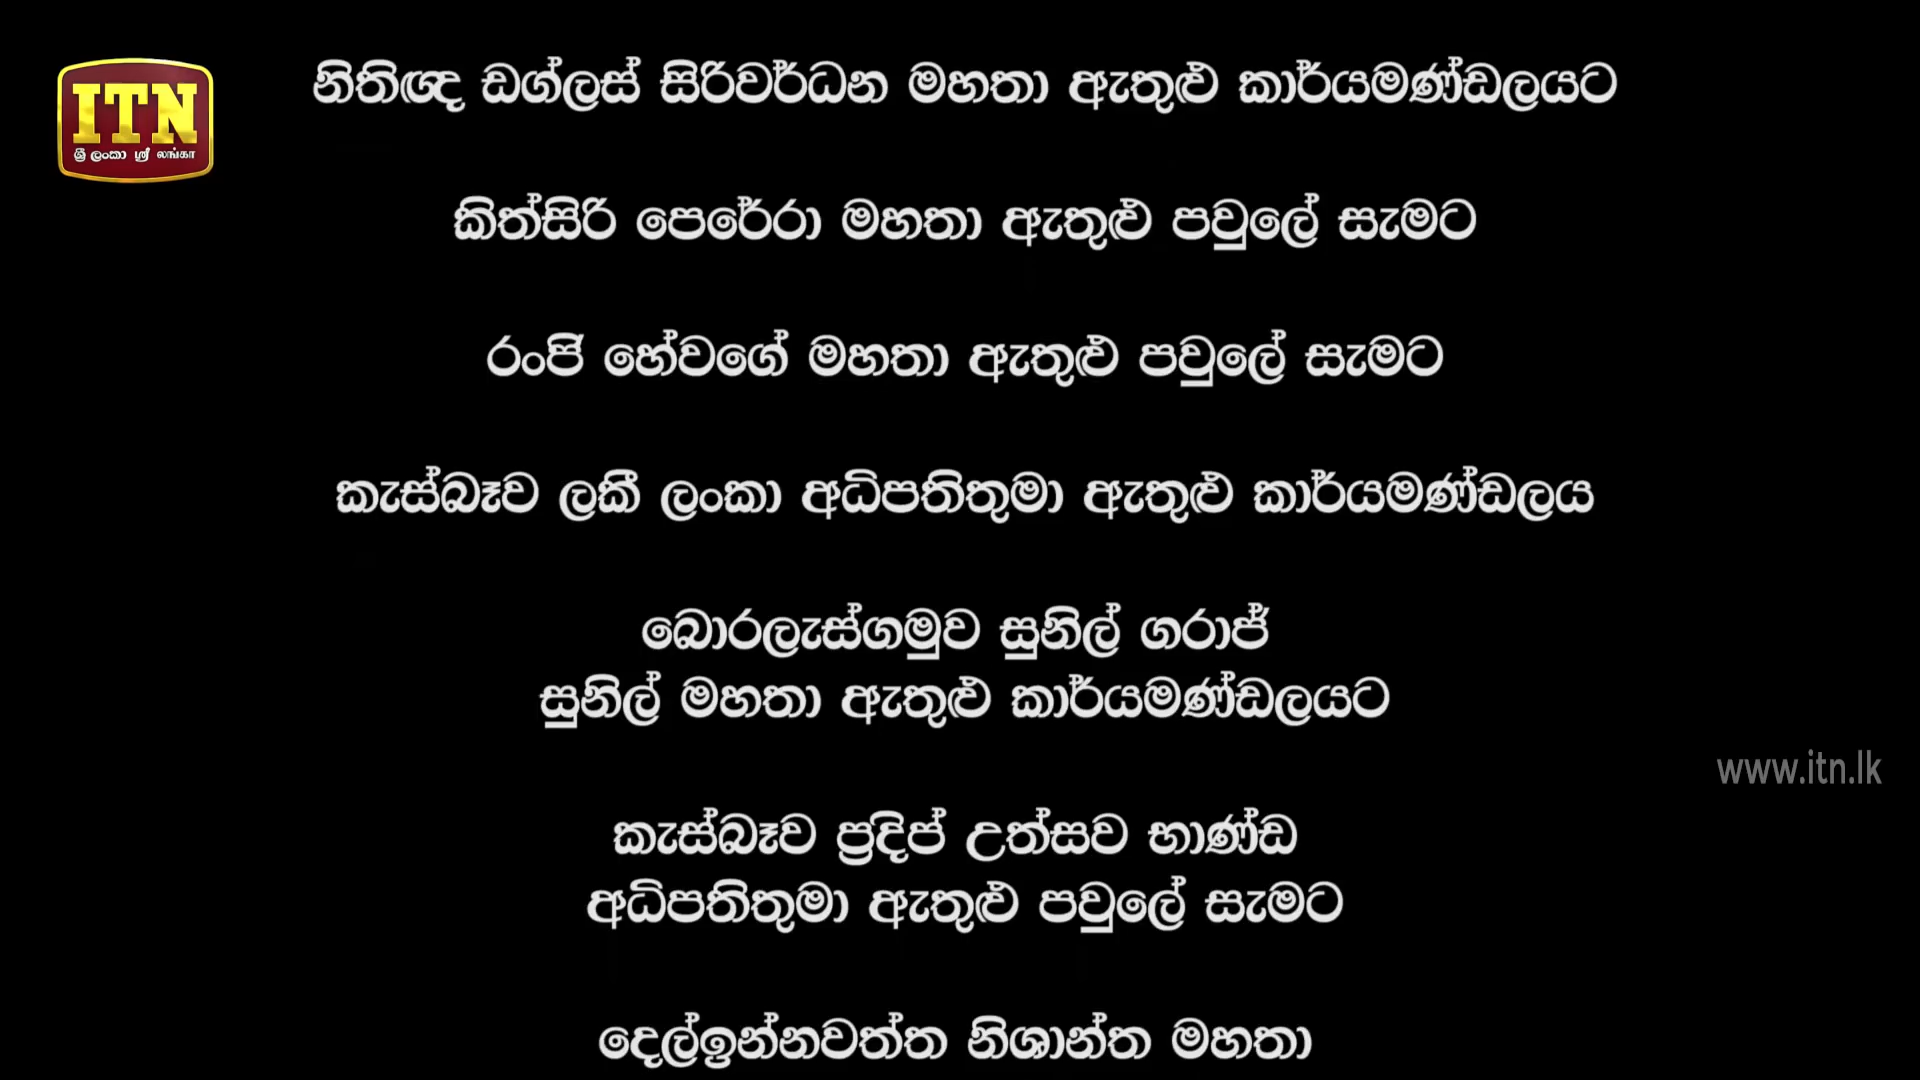 ITN
ශ්‍රී ලංකා ஸ்ரீ லங்கா
නිතිඥ ඩග්ලස් සිරිවර්ධන මහතා ඇතුළු කාර්යමණ්ඩලයට
කිත්සිරි පෙරේරා මහතා ඇතුළු පවුලේ සැමට
රංජි හේවගේ මහතා ඇතුළු පවුලේ සැමට
කැස්බෑව ලකී ලංකා අධිපතිතුමා ඇතුළු කාර්යමණ්ඩලය
බොරලැස්ගමුව සුනිල් ගරාජ්
සුනිල් මහතා ඇතුළු කාර්යමණ්ඩලයට
www.itn.lk
කැස්බෑව ප්‍රදිප් උත්සව භාණ්ඩ
අධිපතිතුමා ඇතුළු පවුලේ සැමට
දෙල්ඉන්නවත්ත නිශාන්ත මහතා